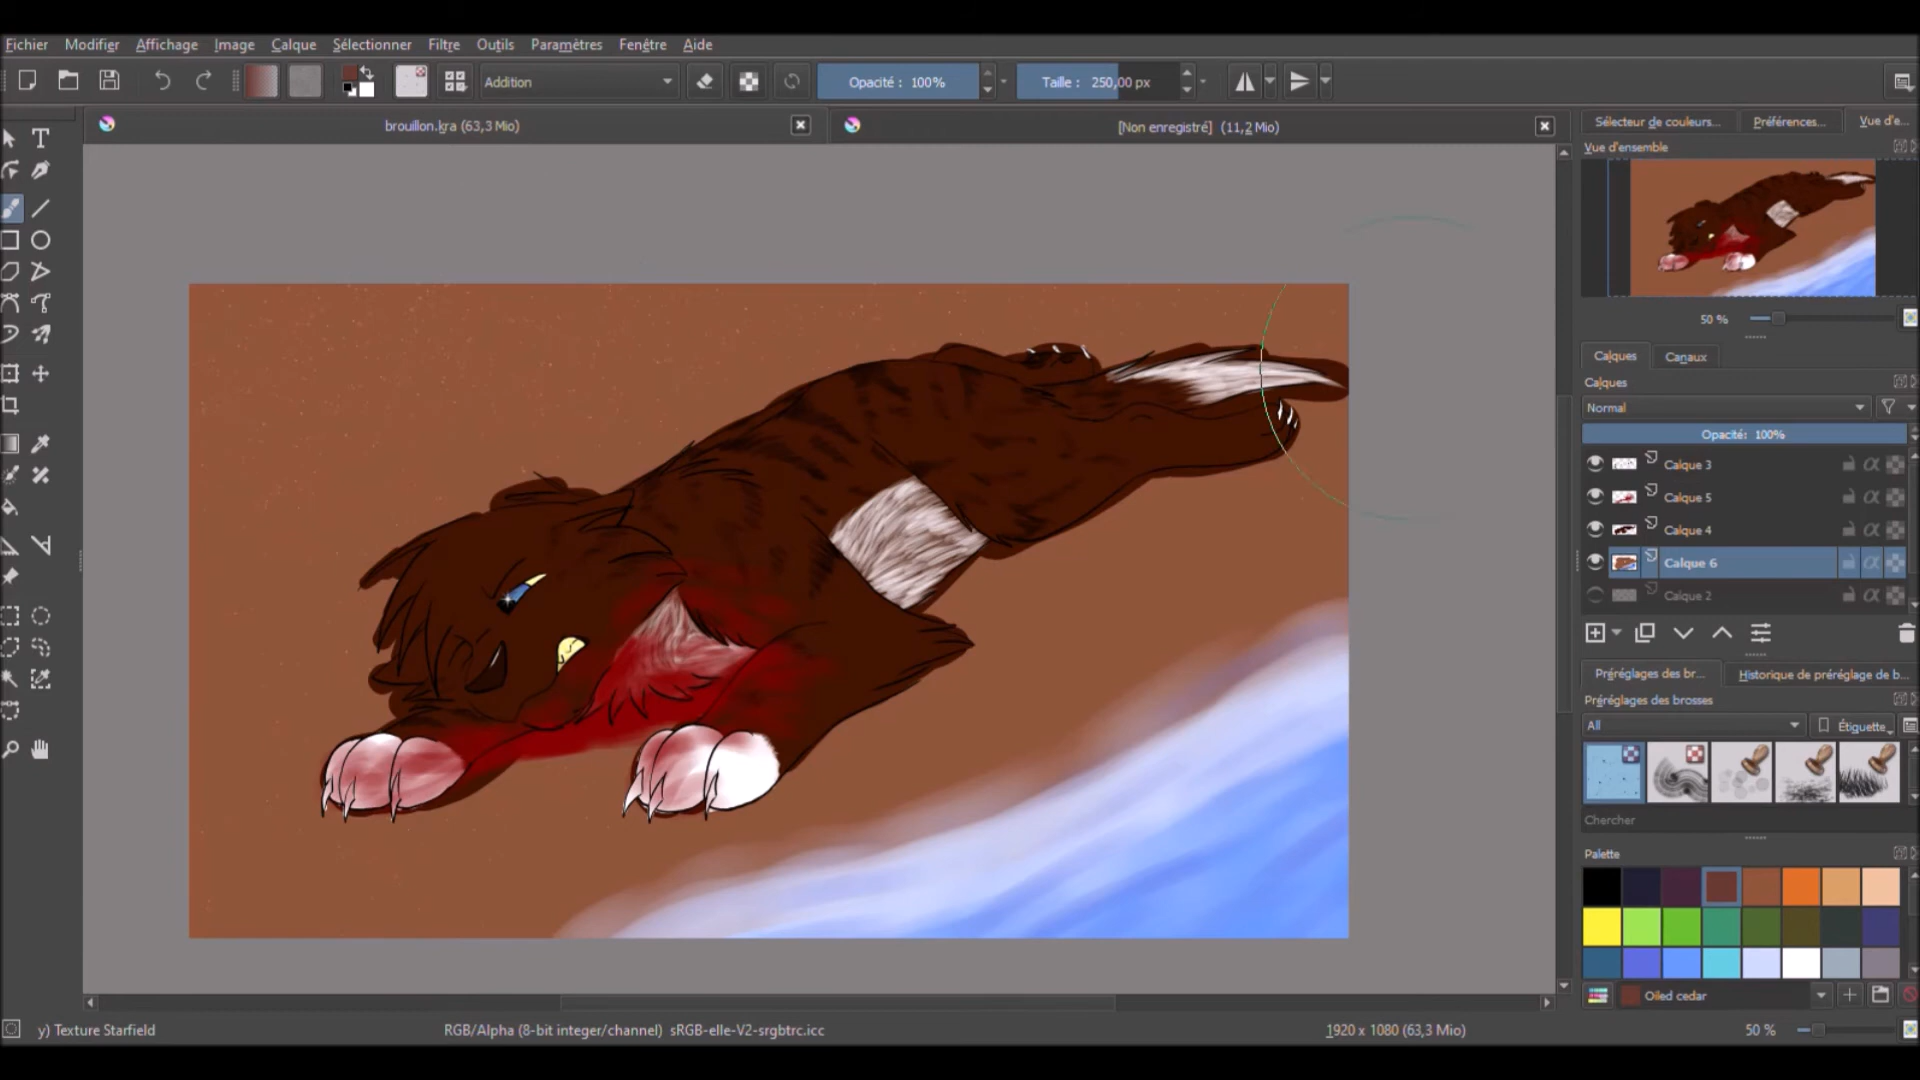 Fichier Modifier Affichage Image Calque Sélectionner Filtre Outils Paramètres Fenêtre Aide
Addition Opacité : 100% Taille : 250,00 px
brouillon.kra (63,3 Mio) [Non enregistré] (11,2 Mio)
Sélecteur de couleurs... Préférences... Vue d'e...
Vue d'ensemble
50 %
Calques Canaux
Calques
Normal
Opacité: 100%
Calque 3
Calque 5
Calque 4
Calque 6
Calque 2
Préréglages des br... Historique de préréglage de b...
Préréglages des brosses
All Étiquette
Chercher
Palette
Oiled cedar
y) Texture Starfield RGB/Alpha (8-bit integer/channel) sRGB-elle-V2-srgbtrc.icc 1920 x 1080 (63,3 Mio) 50 %